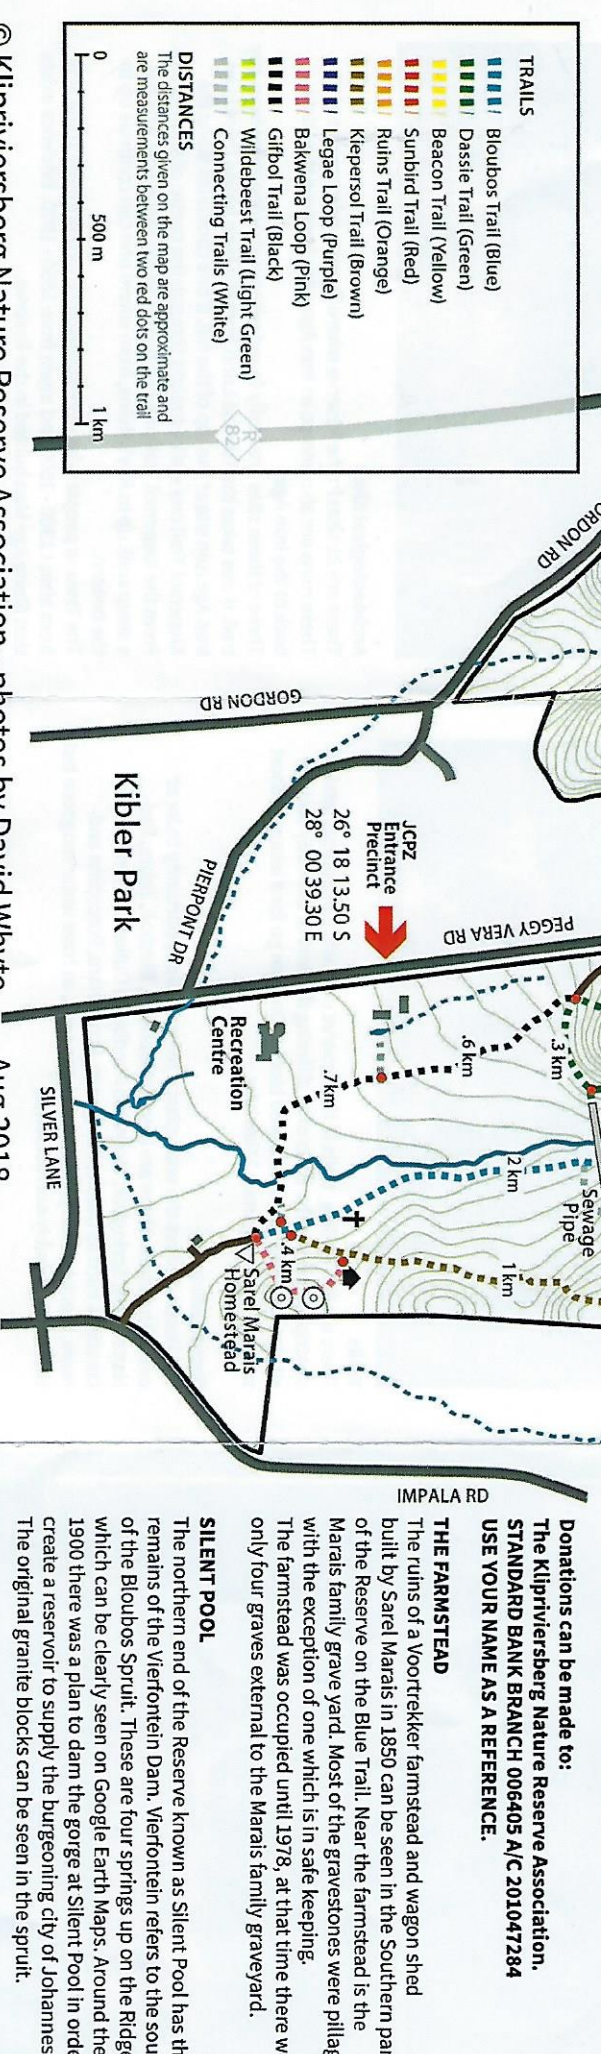 TRAILS
Bloubos Trail (Blue)
Dassie Trail (Green)
Beacon Trail (Yellow)
Sunbird Trail (Red)
Ruins Trail (Orange)
Kiepersol Trail (Brown)
Legae Loop (Purple)
Bakwena Loop (Pink)
Gifbol Trail (Black)
Wildebeest Trail (Light Green)
Connecting Trails (White)
DISTANCES
The distances given on the map are approximate and
are measurements between two red dots on the trail
0 500 m 1 km
R
82
GORDON RD
GORDON RD
Kibler Park
PIERPONT DR
JCPZ
Entrance
Precinct
26° 18 13.50 S
28° 00 39.30 E
PEGGY VERA RD
.3 km
.6 km
.7km
Recreation
Centre
SILVER LANE
2 km
Sewage
Pipe
1km
.4 km
Sarel Marais
Homestead
IMPALA RD
Donations can be made to:
The Klipriviersberg Nature Reserve Association.
STANDARD BANK BRANCH 006405 A/C 201047284
USE YOUR NAME AS A REFERENCE.
THE FARMSTEAD
The ruins of a Voortrekker farmstead and wagon shed
built by Sarel Marais in 1850 can be seen in the Southern par
of the Reserve on the Blue Trail. Near the farmstead is the
Marais family grave yard. Most of the gravestones were pillag
with the exception of one which is in safe keeping.
The farmstead was occupied until 1978, at that time there w
only four graves external to the Marais family graveyard.
SILENT POOL
The northern end of the Reserve known as Silent Pool has th
remains of the Vierfontein Dam. Vierfontein refers to the sou
of the Bloubos Spruit. These are four springs up on the Ridge
which can be clearly seen on Google Earth Maps. Around the
1900 there was a plan to dam the gorge at Silent Pool in orde
create a reservoir to supply the burgeoning city of Johannes
The original granite blocks can be seen in the spruit.
© Klipriviersberg Nature Reserve Association photos by David Whyte Aug 2018